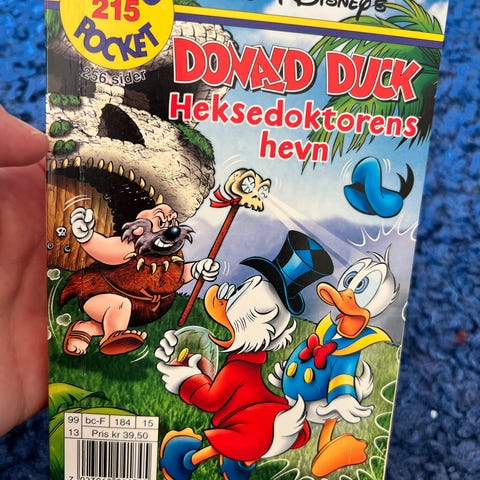 215
POCKET
256 sider
DISNEY'S
DONALD DUCK
Heksedoktorens
hevn
99 bc-F 184 15
13 Pris kr 39.50